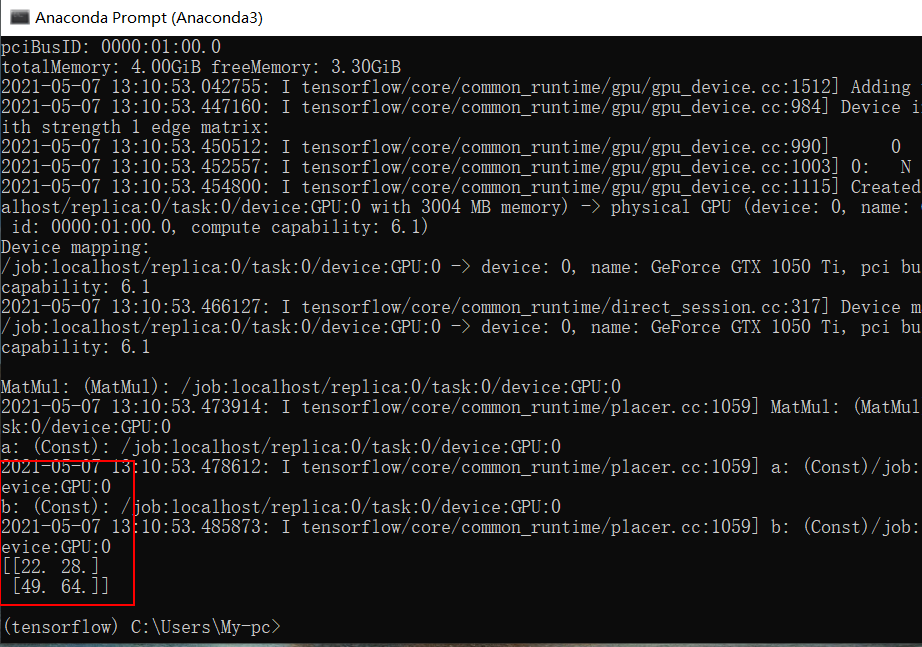 Anaconda Prompt (Anaconda3)
pciBusID: 0000:01:00.0
totalMemory: 4.00GiB freeMemory: 3.30GiB
2021-05-07 13:10:53.042755: I tensorflow/core/common_runtime/gpu/gpu_device.cc:1512] Adding
2021-05-07 13:10:53.447160: I tensorflow/core/common_runtime/gpu/gpu_device.cc:984] Device i
ith strength 1 edge matrix:
2021-05-07 13:10:53.450512: I tensorflow/core/common_runtime/gpu/gpu_device.cc:990]      0
2021-05-07 13:10:53.452557: I tensorflow/core/common_runtime/gpu/gpu_device.cc:1003] 0:   N
2021-05-07 13:10:53.454800: I tensorflow/core/common_runtime/gpu/gpu_device.cc:1115] Created
alhost/replica:0/task:0/device:GPU:0 with 3004 MB memory) -> physical GPU (device: 0, name:
id: 0000:01:00.0, compute capability: 6.1)
Device mapping:
/job:localhost/replica:0/task:0/device:GPU:0 -> device: 0, name: GeForce GTX 1050 Ti, pci bu
capability: 6.1
2021-05-07 13:10:53.466127: I tensorflow/core/common_runtime/direct_session.cc:317] Device m
/job:localhost/replica:0/task:0/device:GPU:0 -> device: 0, name: GeForce GTX 1050 Ti, pci bu
capability: 6.1
MatMul: (MatMul): /job:localhost/replica:0/task:0/device:GPU:0
2021-05-07 13:10:53.473914: I tensorflow/core/common_runtime/placer.cc:1059] MatMul: (MatMul
sk:0/device:GPU:0
a: (Const): /job:localhost/replica:0/task:0/device:GPU:0
2021-05-07 13:10:53.478612: I tensorflow/core/common_runtime/placer.cc:1059] a: (Const)/job:
evice:GPU:0
b: (Const): /job:localhost/replica:0/task:0/device:GPU:0
2021-05-07 13:10:53.485873: I tensorflow/core/common_runtime/placer.cc:1059] b: (Const)/job:
evice:GPU:0
[[22. 28.]
 [49. 64.]]
(tensorflow) C:\Users\My-pc>